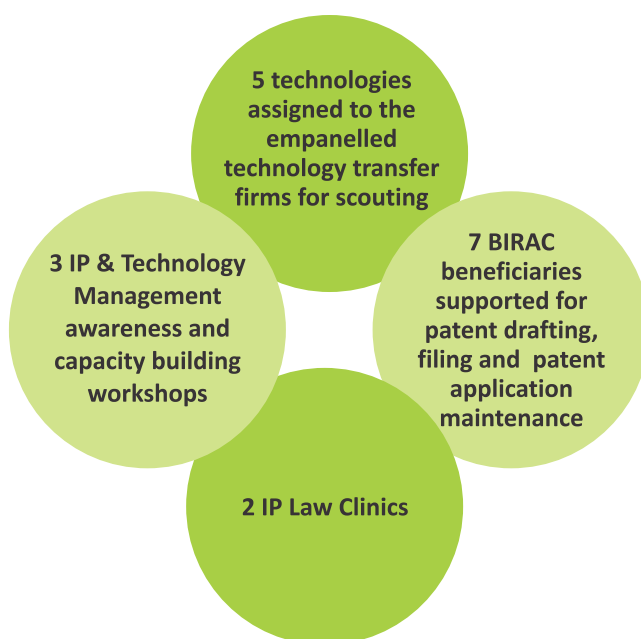 5 technologies
assigned to the
empanelled
technology transfer
firms for scouting
3 IP & Technology
Management
awareness and
capacity building
workshops
7 BIRAC
beneficiaries
supported for
patent drafting,
filing and patent
application
maintenance
2 IP Law Clinics